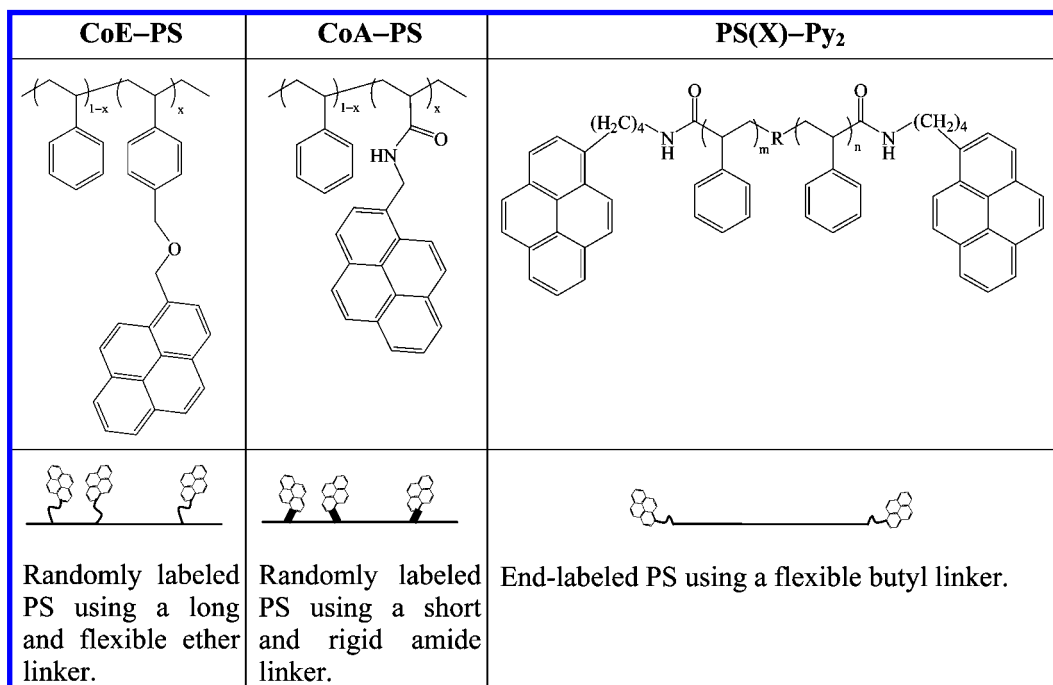 CoE–PS
CoA–PS
PS(X)–Py2
1−x
x
1−x
x
O
HN
O
O
(H2C)4
N
H
m
R
n
O
N
H
(CH2)4
Randomly labeled
PS using a long
and flexible ether
linker.
Randomly labeled
PS using a short
and rigid amide
linker.
End-labeled PS using a flexible butyl linker.